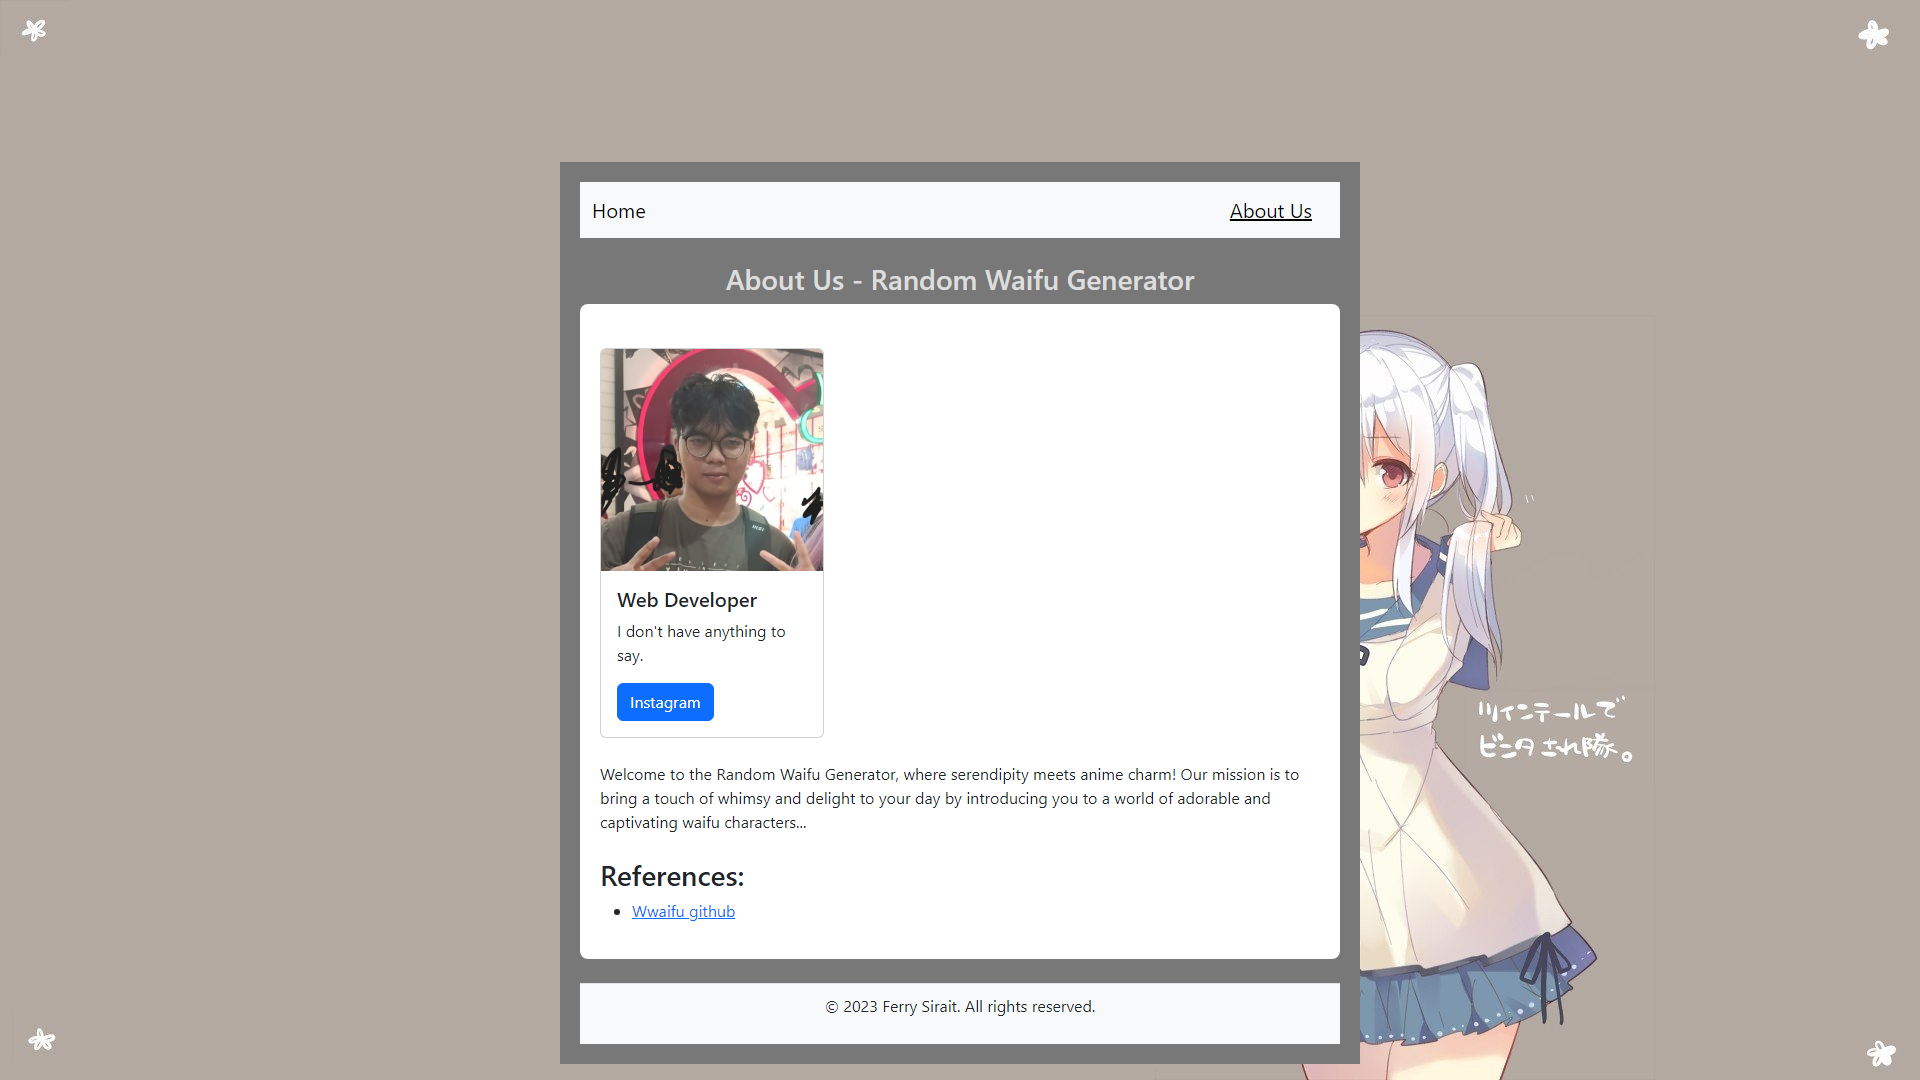 Home
About Us
About Us - Random Waifu Generator
Web Developer
I don't have anything to
say.
Instagram
ツインテールで
ビンタされ隊。
Welcome to the Random Waifu Generator, where serendipity meets anime charm! Our mission is to
bring a touch of whimsy and delight to your day by introducing you to a world of adorable and
captivating waifu characters...
References:
Wwaifu github
© 2023 Ferry Sirait. All rights reserved.